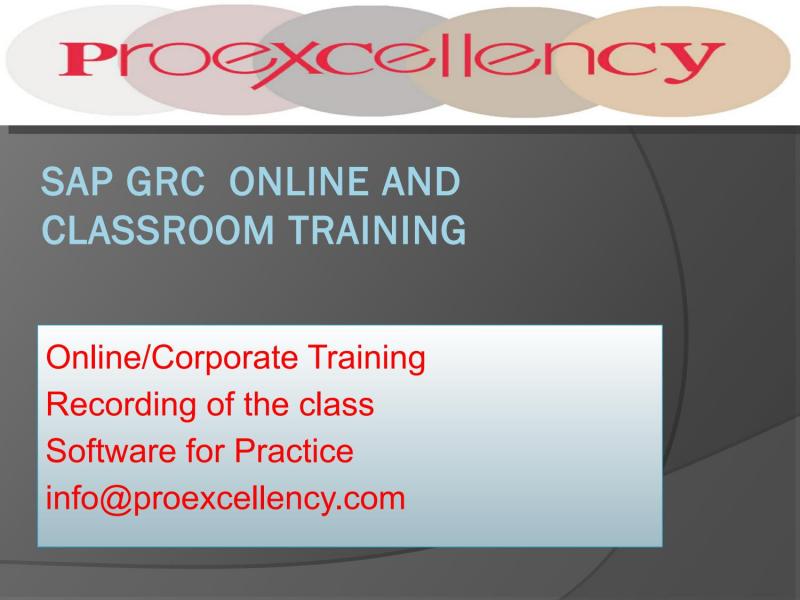 Proexcellency
SAP GRC  ONLINE AND
CLASSROOM TRAINING
Online/Corporate Training
Recording of the class
Software for Practice
info@proexcellency.com